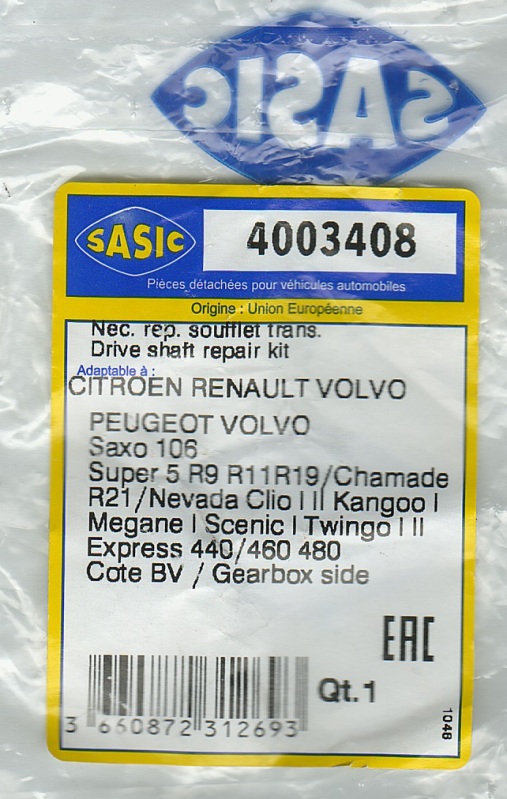 SASIC
SASIC
4003408
Pièces détachées pour véhicules automobiles
Origine : Union Européenne
Nec. rep. soufflet trans.
Drive shaft repair kit
Adaptable à :
CITROEN RENAULT VOLVO
PEUGEOT VOLVO
Saxo 106
Super 5 R9 R11R19/Chamade
R21/Nevada Clio I II Kangoo I
Megane I Scenic I Twingo I II
Express 440/460 480
Cote BV / Gearbox side
EAC
Qt.1
3 660872 312693
1048